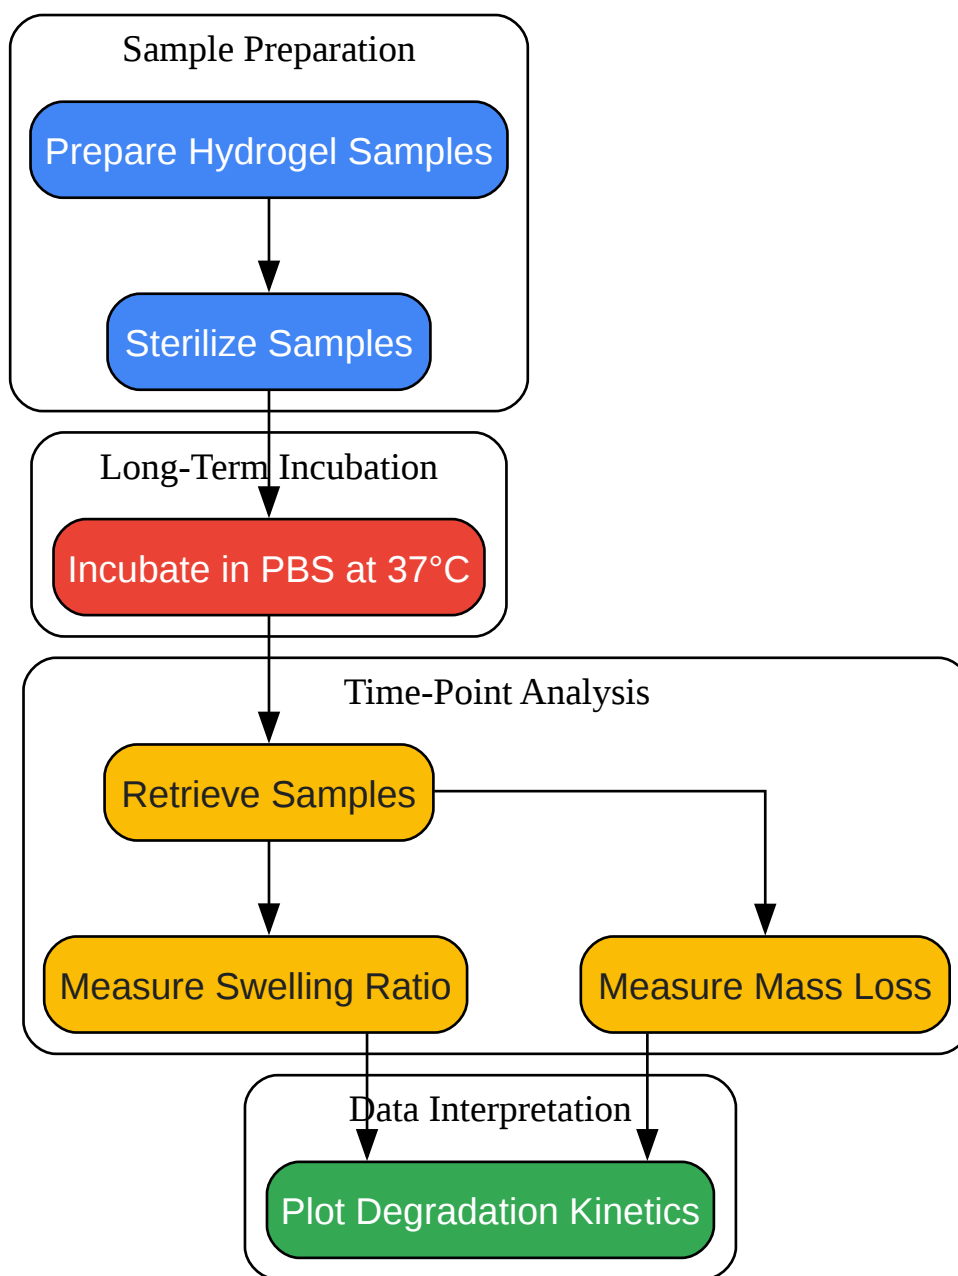 Sample Preparation
Prepare Hydrogel Samples
Sterilize Samples
Long-Term Incubation
Incubate in PBS at 37°C
Time-Point Analysis
Retrieve Samples
Measure Swelling Ratio
Measure Mass Loss
Data Interpretation
Plot Degradation Kinetics